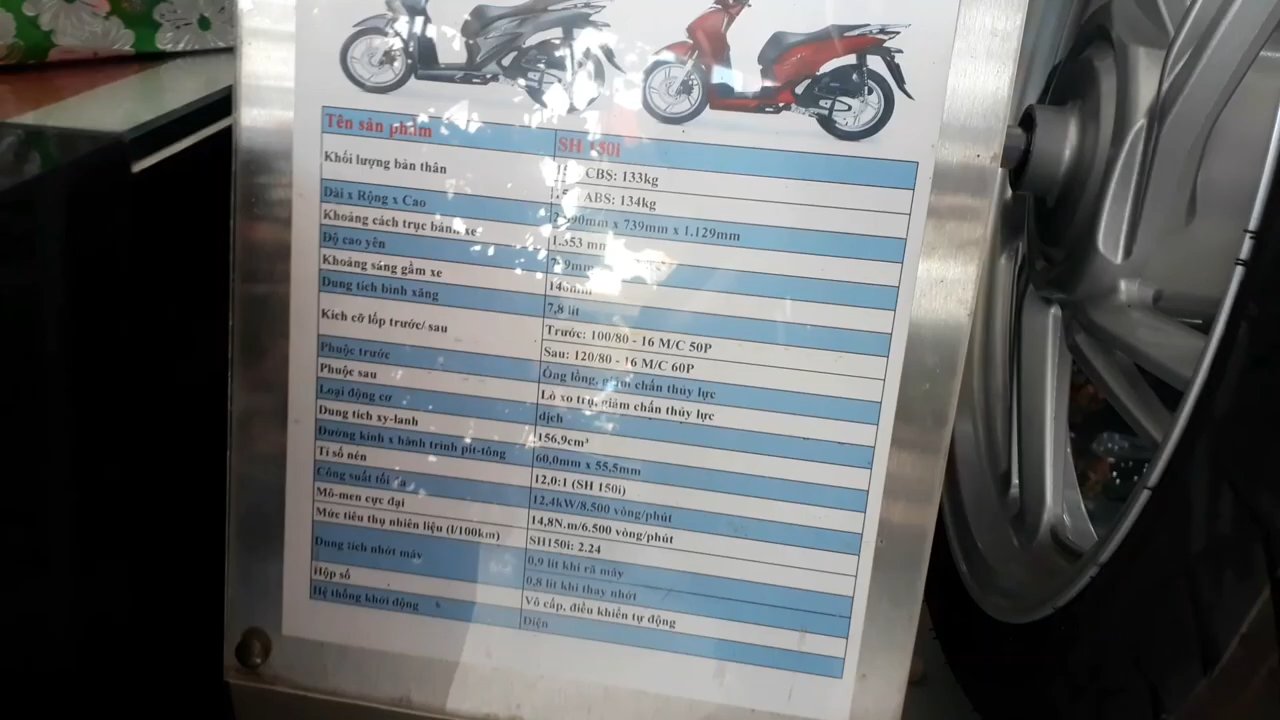 Tên sản phẩm SH 150i
Khối lượng bản thân CBS: 133kg
ABS: 134kg
Dài x Rộng x Cao x 739mm x 1.129mm
Khoảng cách trục bánh xe 1.353 mm
Độ cao yên
Khoảng sáng gầm xe 146mm
Dung tích bình xăng 7,8 lít
Kích cỡ lốp trước/ sau Trước: 100/80 - 16 M/C 50P
Sau: 120/80 - 16 M/C 60P
Phuộc trước Ống lồng, giảm chấn thủy lực
Phuộc sau Lò xo trụ, giảm chấn thủy lực
Loại động cơ dịch
Dung tích xy-lanh 156,9cm³
Đường kính x hành trình pít-tông 60,0mm x 55,5mm
Tỉ số nén 12,0:1 (SH 150i)
Công suất tối đa 12,4kW/8.500 vòng/phút
Mô-men cực đại 14,8N.m/6.500 vòng/phút
Mức tiêu thụ nhiên liệu (l/100km) SH150i: 2.24
Dung tích nhớt máy 0,9 lít khi rã máy
0,8 lít khi thay nhớt
Hộp số Vô cấp, điều khiển tự động
Hệ thống khởi động Điện